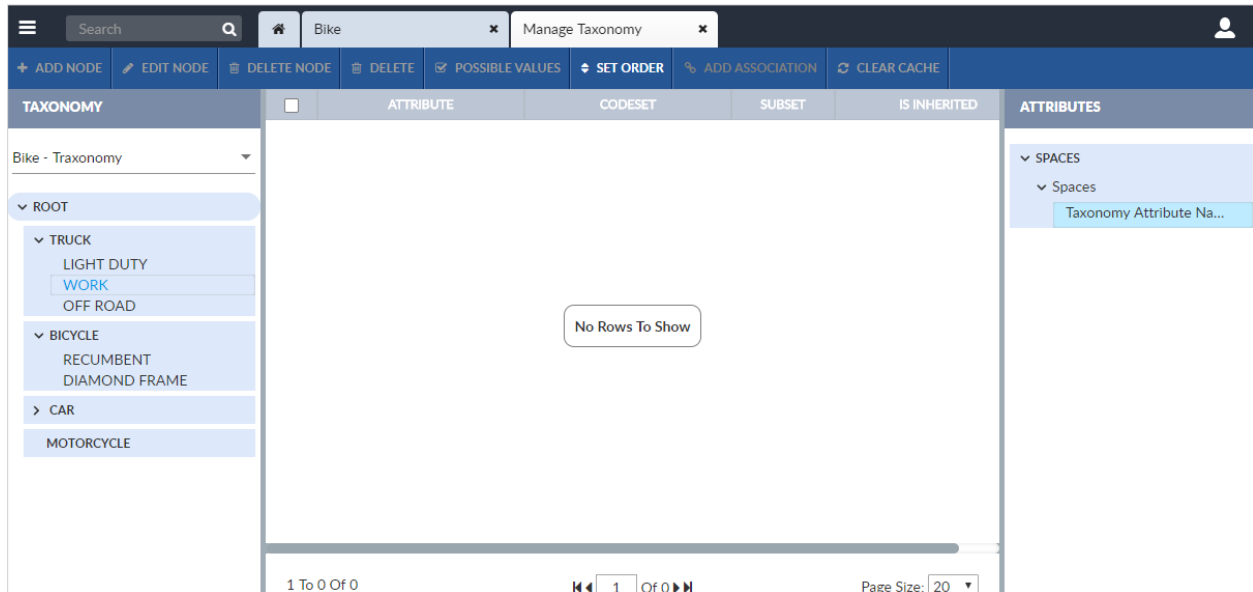 Search
Bike
Manage Taxonomy
ADD NODE EDIT NODE DELETE NODE DELETE POSSIBLE VALUES SET ORDER ADD ASSOCIATION CLEAR CACHE
TAXONOMY
ATTRIBUTE CODESET SUBSET IS INHERITED
ATTRIBUTES
Bike - Traxonomy
ROOT
TRUCK
LIGHT DUTY
WORK
OFF ROAD
BICYCLE
RECUMBENT
DIAMOND FRAME
CAR
MOTORCYCLE
No Rows To Show
SPACES
Spaces
Taxonomy Attribute Na...
1 To 0 Of 0
1 Of 0
Page Size: 20